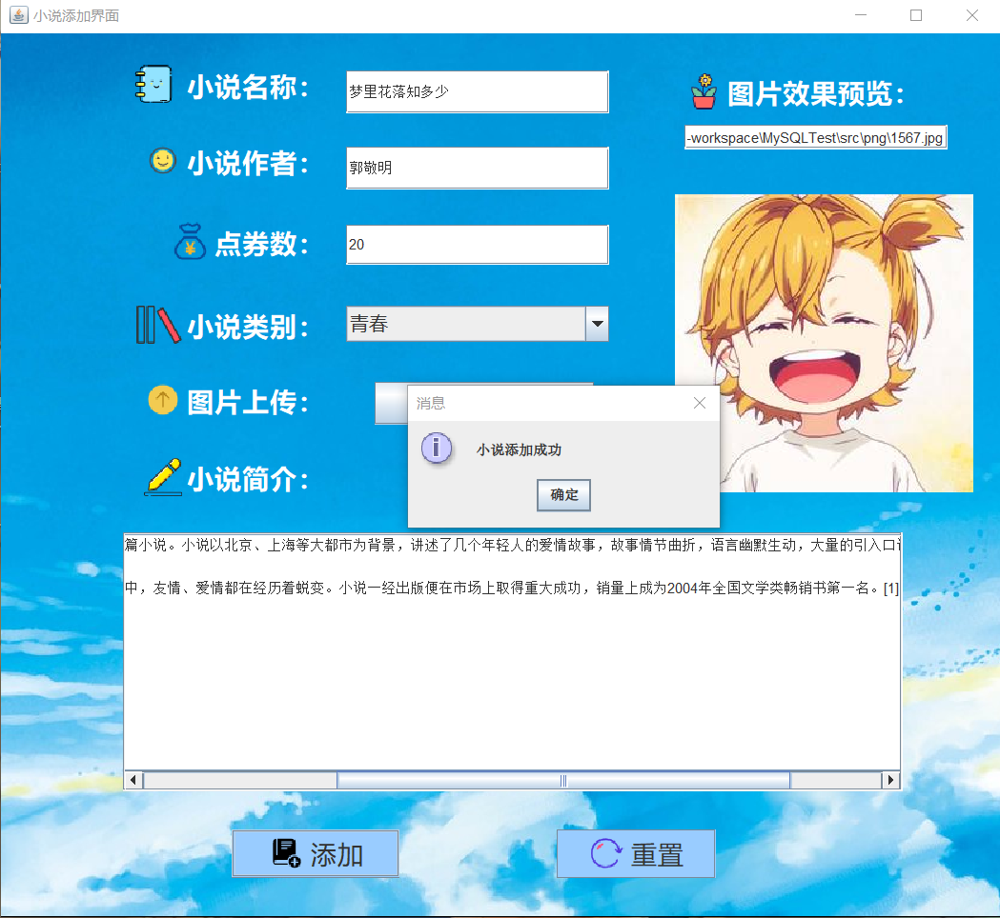 小说添加界面
小说名称：
梦里花落知多少
图片效果预览：
-workspace\MySQLTest\src\png\1567.jpg
小说作者：
郭敬明
点券数：
20
小说类别：
青春
图片上传：
消息
小说添加成功
确定
小说简介：
篇小说。小说以北京、上海等大都市为背景，讲述了几个年轻人的爱情故事，故事情节曲折，语言幽默生动，大量的引入口
中，友情、爱情都在经历着蜕变。小说一经出版便在市场上取得重大成功，销量上成为2004年全国文学类畅销书第一名。[1]
添加
重置